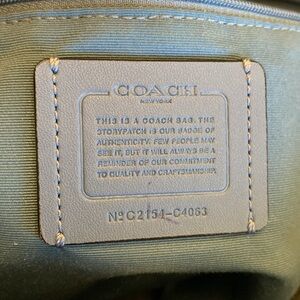 COACH
NEW YORK
THIS IS A COACH BAG. THE
STORYPATCH IS OUR BADGE OF
AUTHENTICITY. FEW PEOPLE MAY
SEE IT, BUT IT WILL ALWAYS BE A
REMINDER OF OUR COMMITMENT
TO QUALITY AND CRAFTSMANSHIP.
Nº C2154-C4063